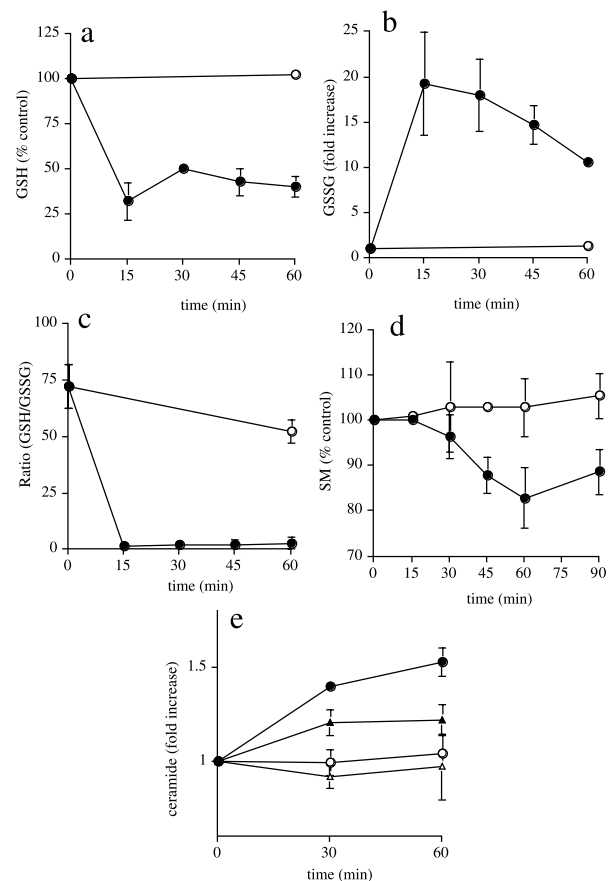 a
125
100
75
50
25
0
GSH (% control)
0 15 30 45 60
time (min)
b
25
20
15
10
5
0
GSSG (fold increase)
0 15 30 45 60
time (min)
c
100
75
50
25
0
Ratio (GSH/GSSG)
0 15 30 45 60
time (min)
d
120
110
100
90
80
70
SM (% control)
0 15 30 45 60 75 90
time (min)
e
1.5
1
ceramide (fold increase)
0 30 60
time (min)